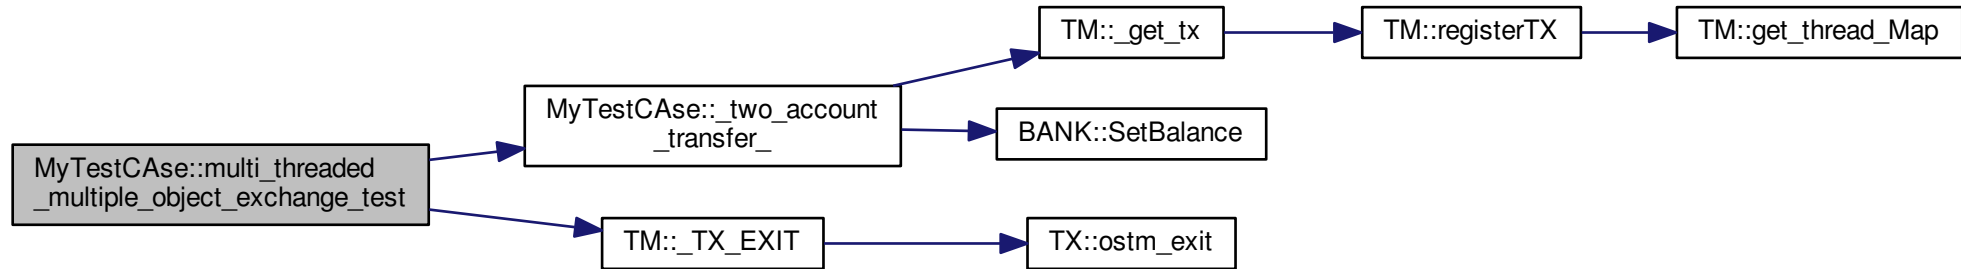 MyTestCAse::multi_threaded
_multiple_object_exchange_test
MyTestCAse::_two_account
_transfer_
TM::_get_tx
TM::registerTX
TM::get_thread_Map
BANK::SetBalance
TM::_TX_EXIT
TX::ostm_exit